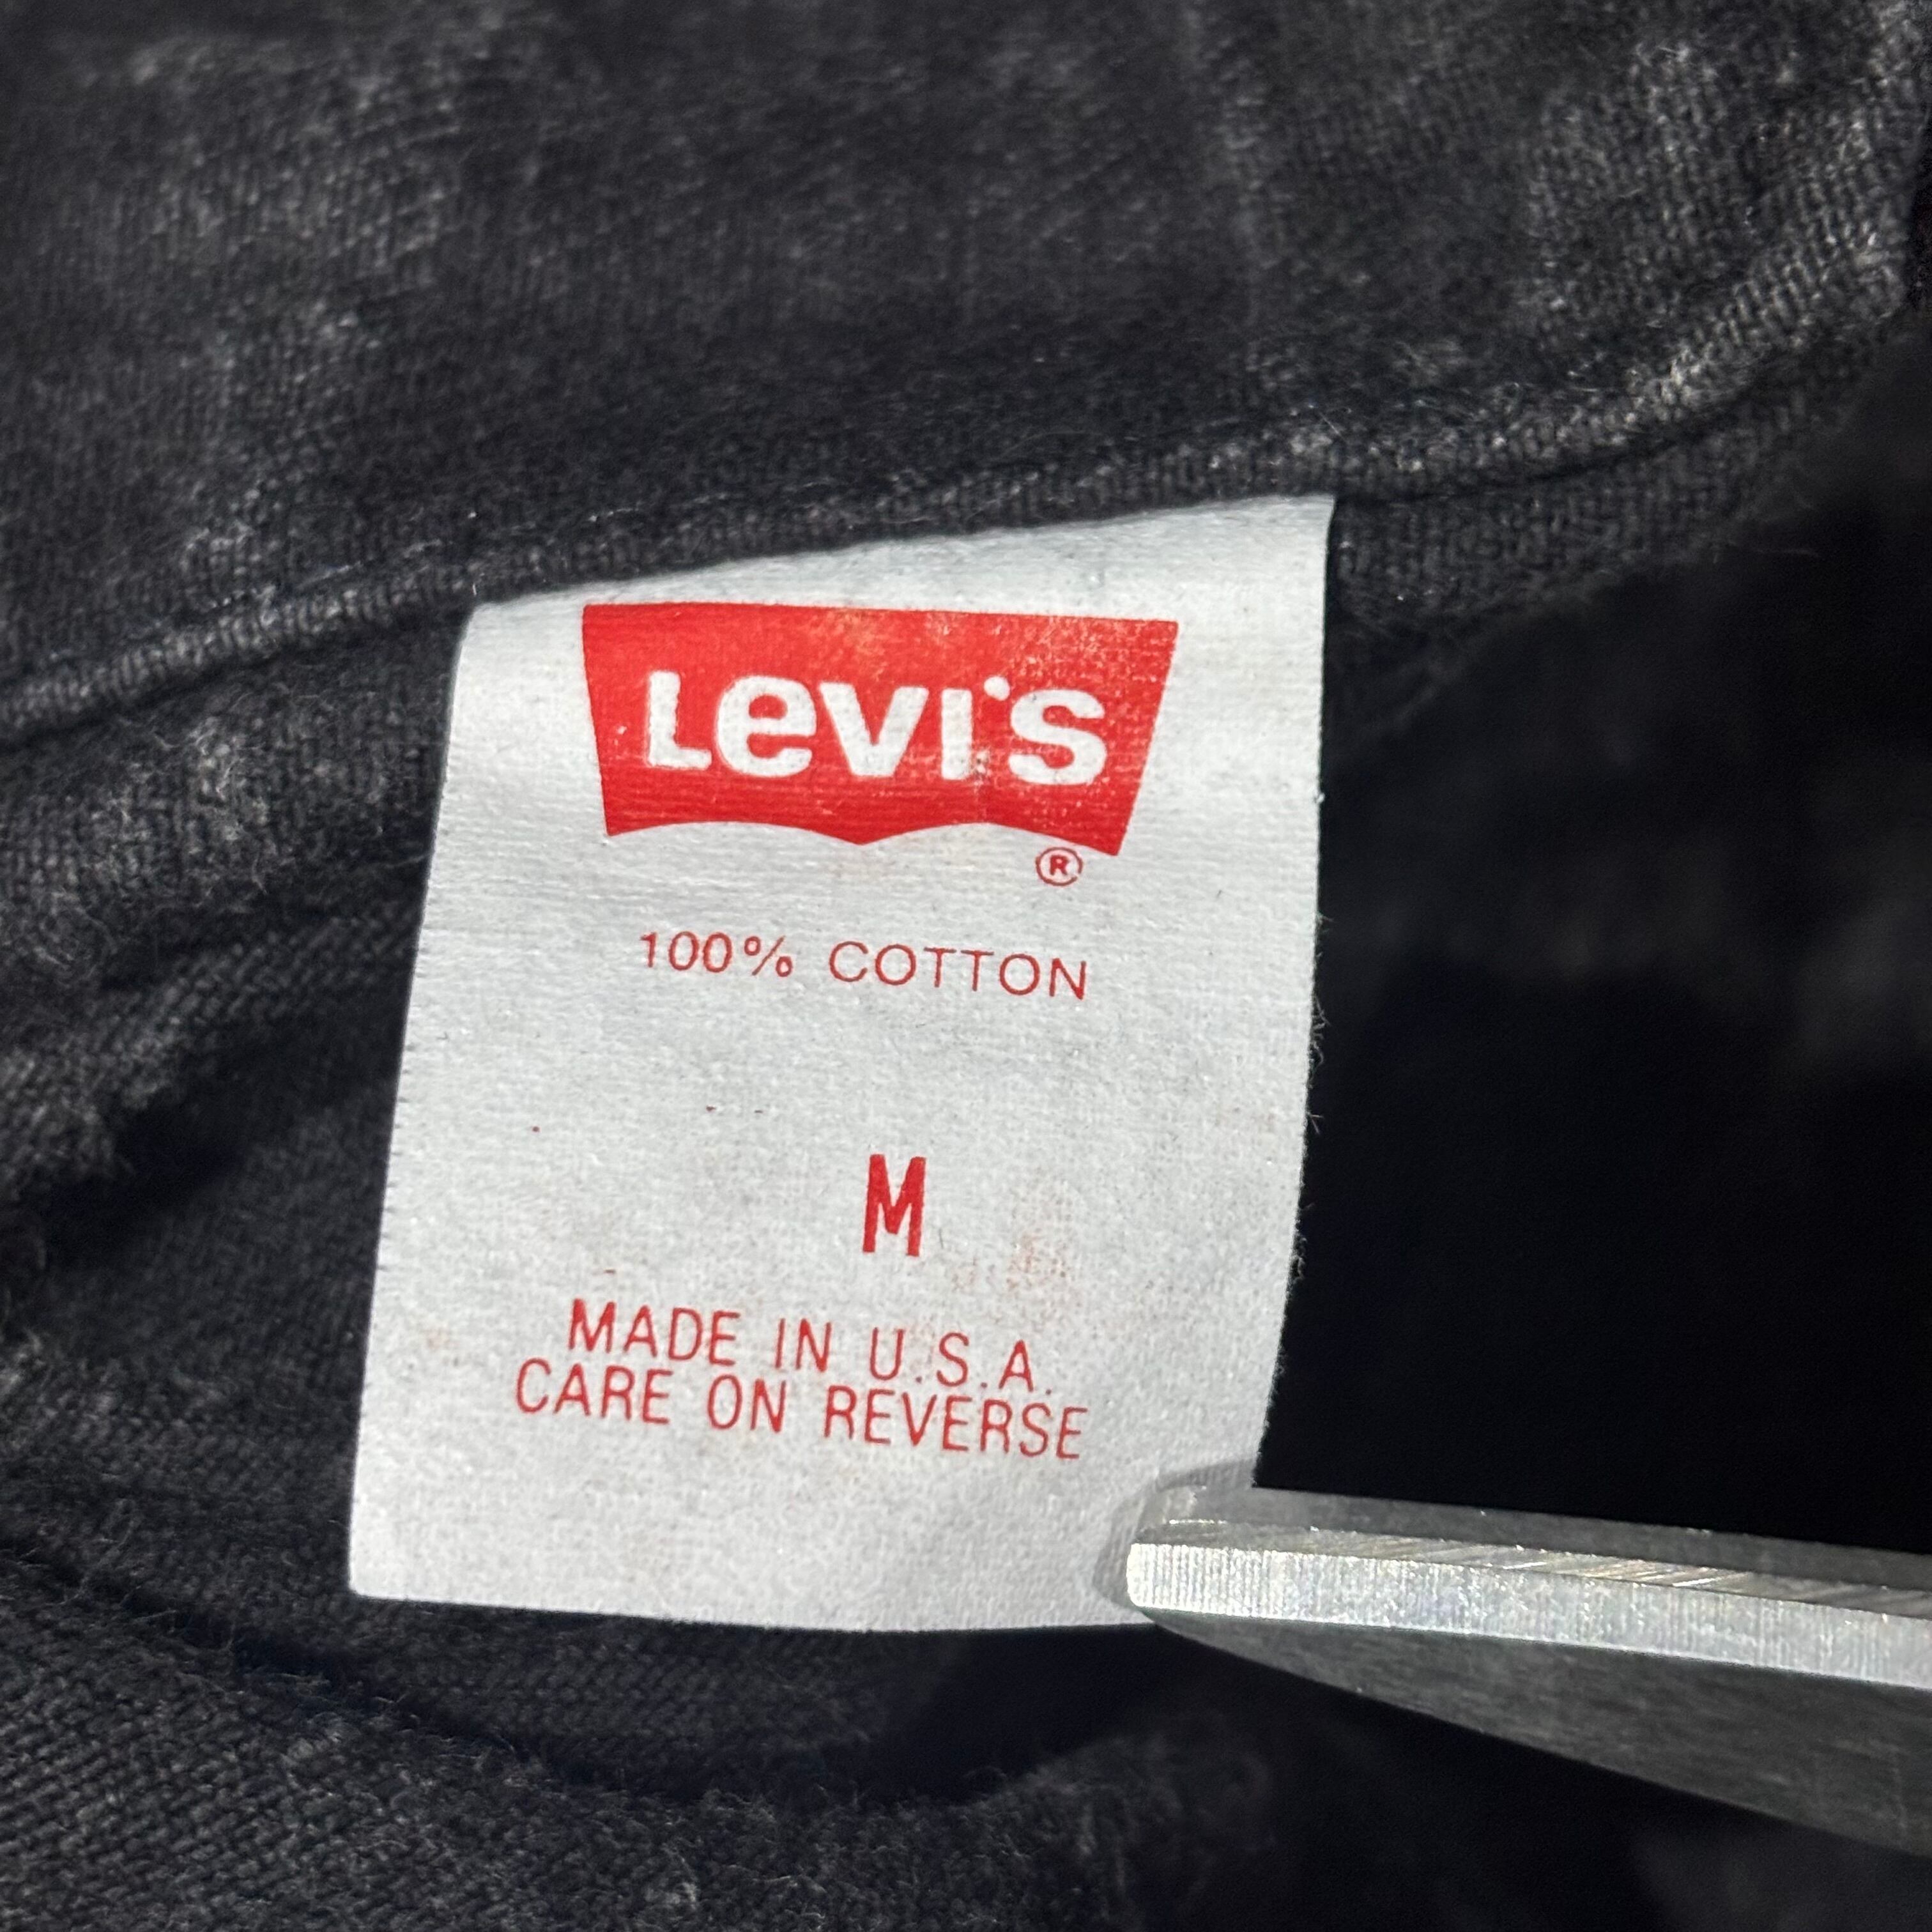 Levi's
®
100% COTTON
M
MADE IN U.S.A.
CARE ON REVERSE